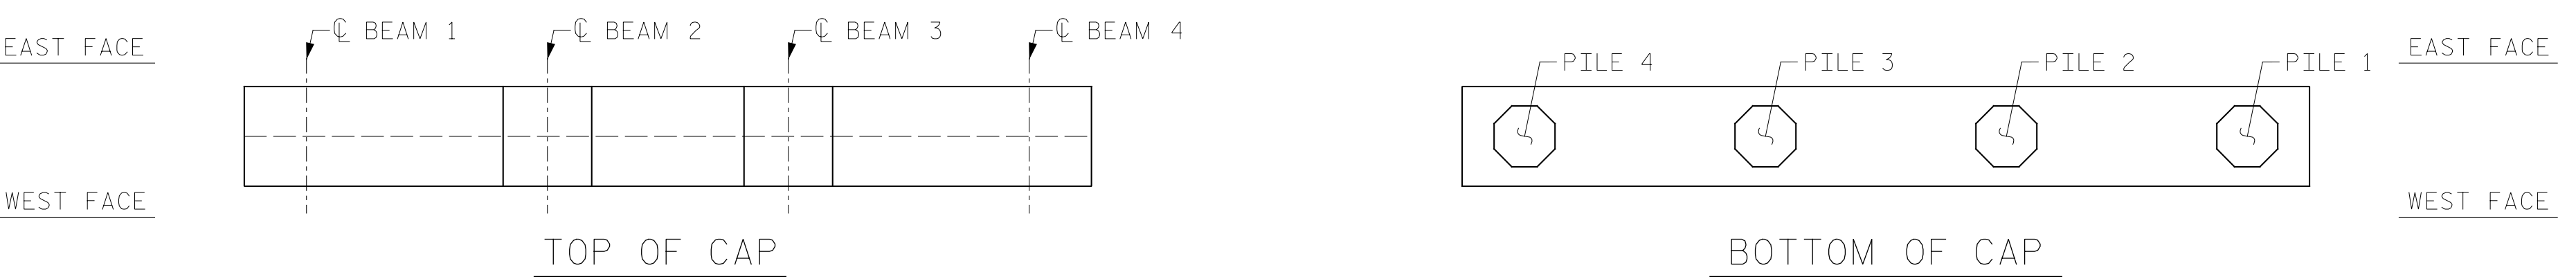 ℄ BEAM 1
℄ BEAM 2
℄ BEAM 3
℄ BEAM 4
EAST FACE
WEST FACE
TOP OF CAP
PILE 4
PILE 3
PILE 2
PILE 1
EAST FACE
WEST FACE
BOTTOM OF CAP